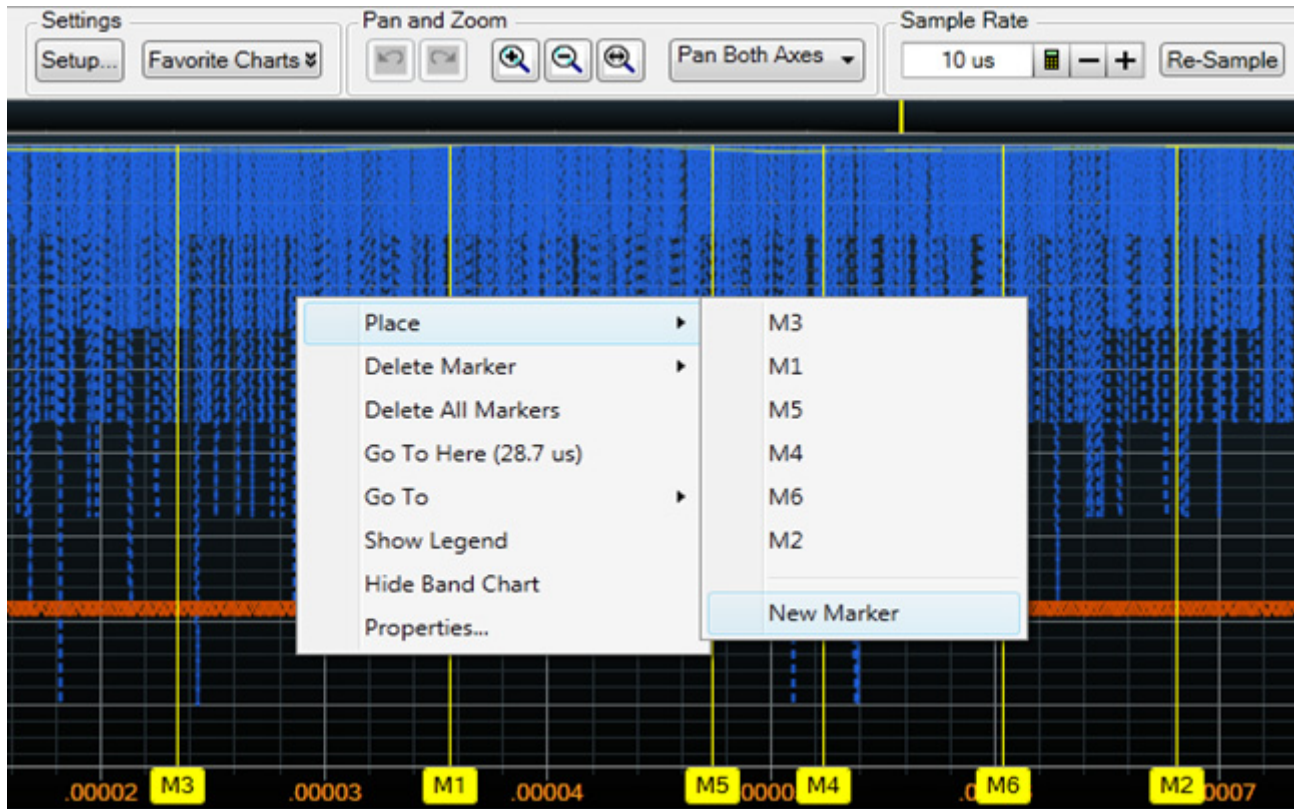 Settings
Pan and Zoom
Sample Rate
Setup...
Favorite Charts
Pan Both Axes
10 us
Re-Sample
Place
Delete Marker
Delete All Markers
Go To Here (28.7 us)
Go To
Show Legend
Hide Band Chart
Properties...
M3
M1
M5
M4
M6
M2
New Marker
.00002 M3 .00003 M1 .00004 M5 M4 M6 M2